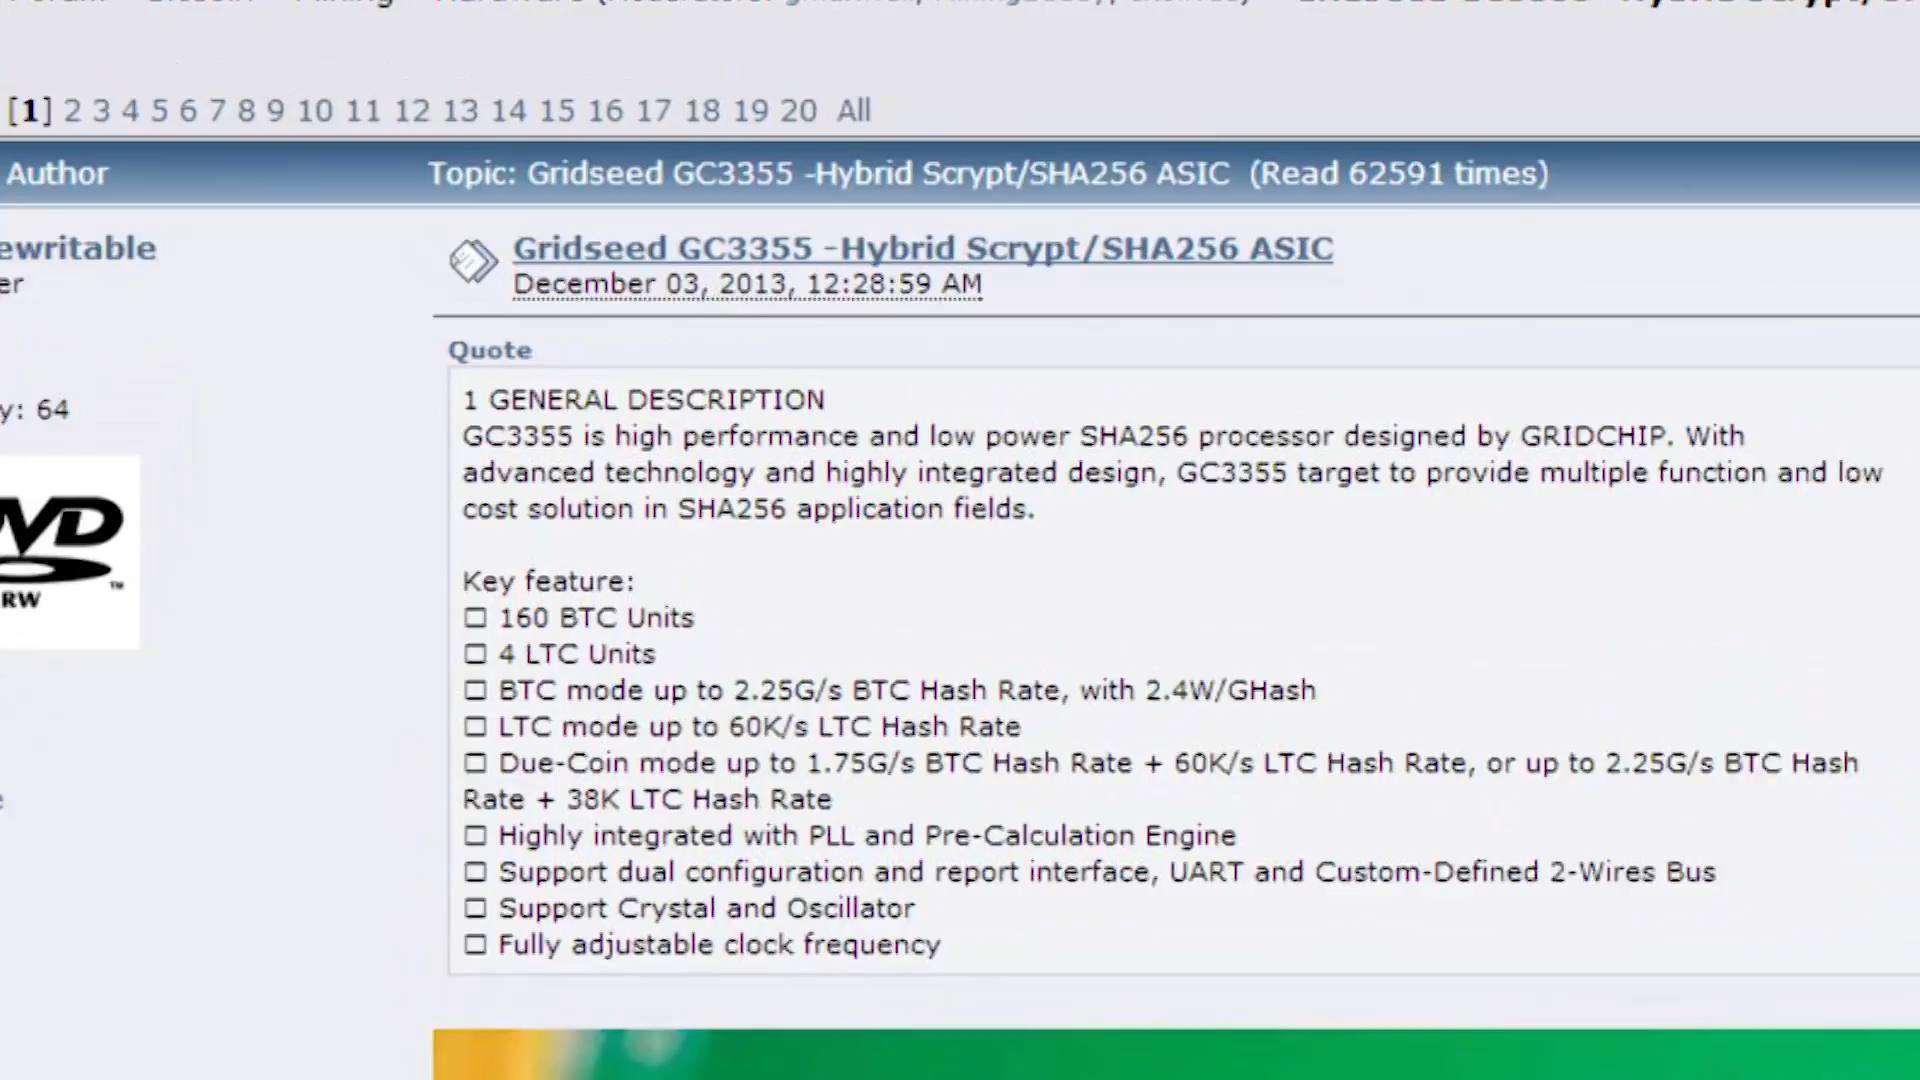 [1] 2 3 4 5 6 7 8 9 10 11 12 13 14 15 16 17 18 19 20 All
Author Topic: Gridseed GC3355 -Hybrid Scrypt/SHA256 ASIC (Read 62591 times)
ewritable
er
y: 64
RW
Gridseed GC3355 -Hybrid Scrypt/SHA256 ASIC
December 03, 2013, 12:28:59 AM
Quote
1 GENERAL DESCRIPTION
GC3355 is high performance and low power SHA256 processor designed by GRIDCHIP. With
advanced technology and highly integrated design, GC3355 target to provide multiple function and low
cost solution in SHA256 application fields.
Key feature:
□ 160 BTC Units
□ 4 LTC Units
□ BTC mode up to 2.25G/s BTC Hash Rate, with 2.4W/GHash
□ LTC mode up to 60K/s LTC Hash Rate
□ Due-Coin mode up to 1.75G/s BTC Hash Rate + 60K/s LTC Hash Rate, or up to 2.25G/s BTC Hash
Rate + 38K LTC Hash Rate
□ Highly integrated with PLL and Pre-Calculation Engine
□ Support dual configuration and report interface, UART and Custom-Defined 2-Wires Bus
□ Support Crystal and Oscillator
□ Fully adjustable clock frequency